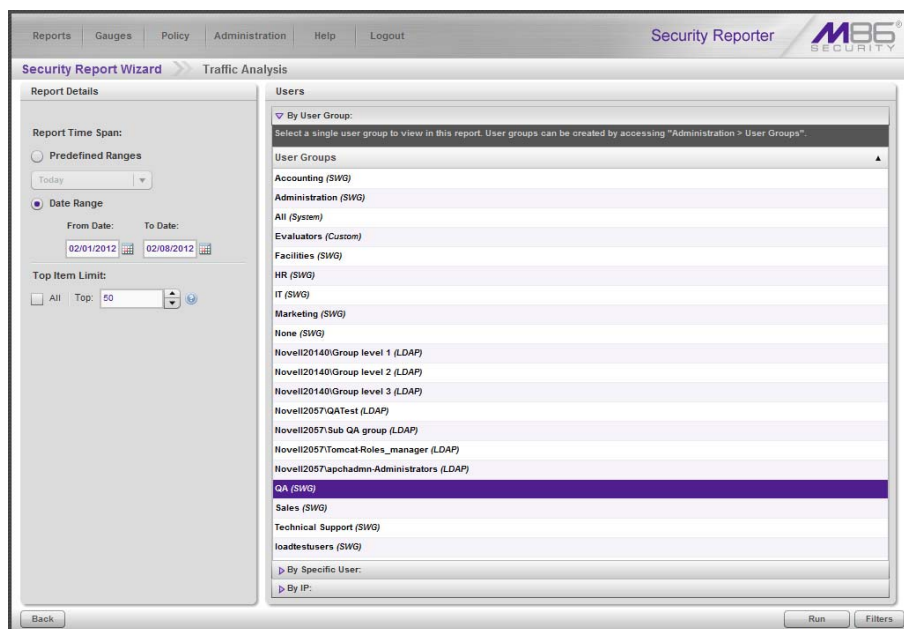 Reports Gauges Policy Administration Help Logout
Security Reporter
M86®
SECURITY
Security Report Wizard Traffic Analysis
Report Details
Report Time Span:
Predefined Ranges
Today
Date Range
From Date: To Date:
02/01/2012 02/08/2012
Top Item Limit:
All Top: 50
?
Users
By User Group:
Select a single user group to view in this report. User groups can be created by accessing "Administration > User Groups".
User Groups
Accounting (SWG)
Administration (SWG)
All (System)
Evaluators (Custom)
Facilities (SWG)
HR (SWG)
IT (SWG)
Marketing (SWG)
None (SWG)
Novell20140\Group level 1 (LDAP)
Novell20140\Group level 2 (LDAP)
Novell20140\Group level 3 (LDAP)
Novell2057\QATest (LDAP)
Novell2057\Sub QA group (LDAP)
Novell2057\Tomcat-Roles_manager (LDAP)
Novell2057\apchadmn-Administrators (LDAP)
QA (SWG)
Sales (SWG)
Technical Support (SWG)
loadtestusers (SWG)
By Specific User:
By IP:
Back Run Filters